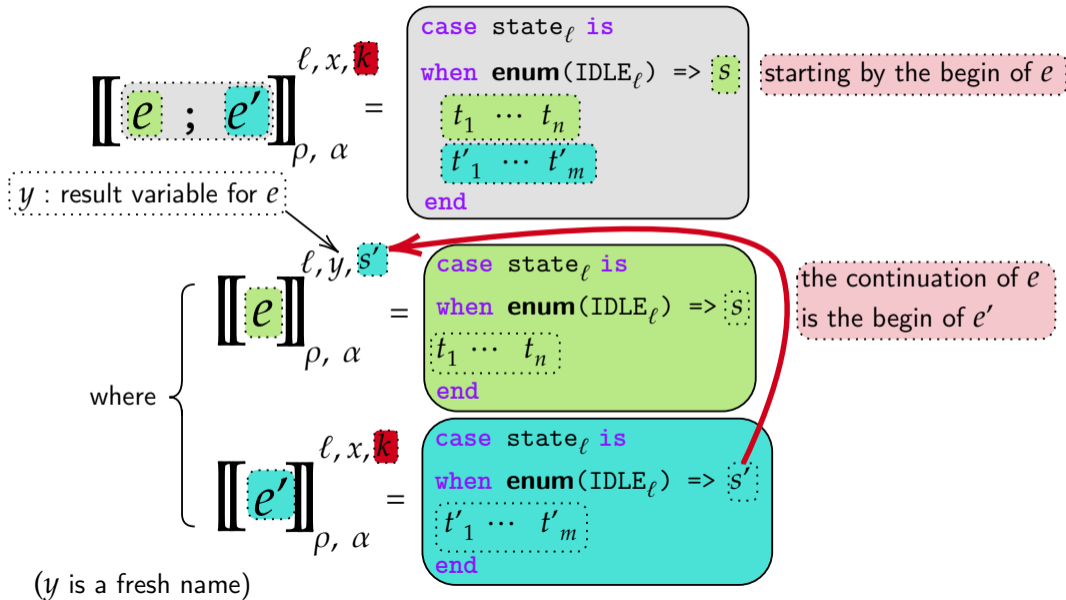 ⟦ e ; e′ ⟧ ℓ, x, k ρ, α =
case stateℓ is
when enum(IDLEℓ) => s
t₁ ⋯ tₙ
t′₁ ⋯ t′ₘ
end
starting by the begin of e
y : result variable for e
where
⟦ e ⟧ ℓ, y, s′ ρ, α =
case stateℓ is
when enum(IDLEℓ) => s
t₁ ⋯ tₙ
end
the continuation of e
is the begin of e′
⟦ e′ ⟧ ℓ, x, k ρ, α =
case stateℓ is
when enum(IDLEℓ) => s′
t′₁ ⋯ t′ₘ
end
(y is a fresh name)